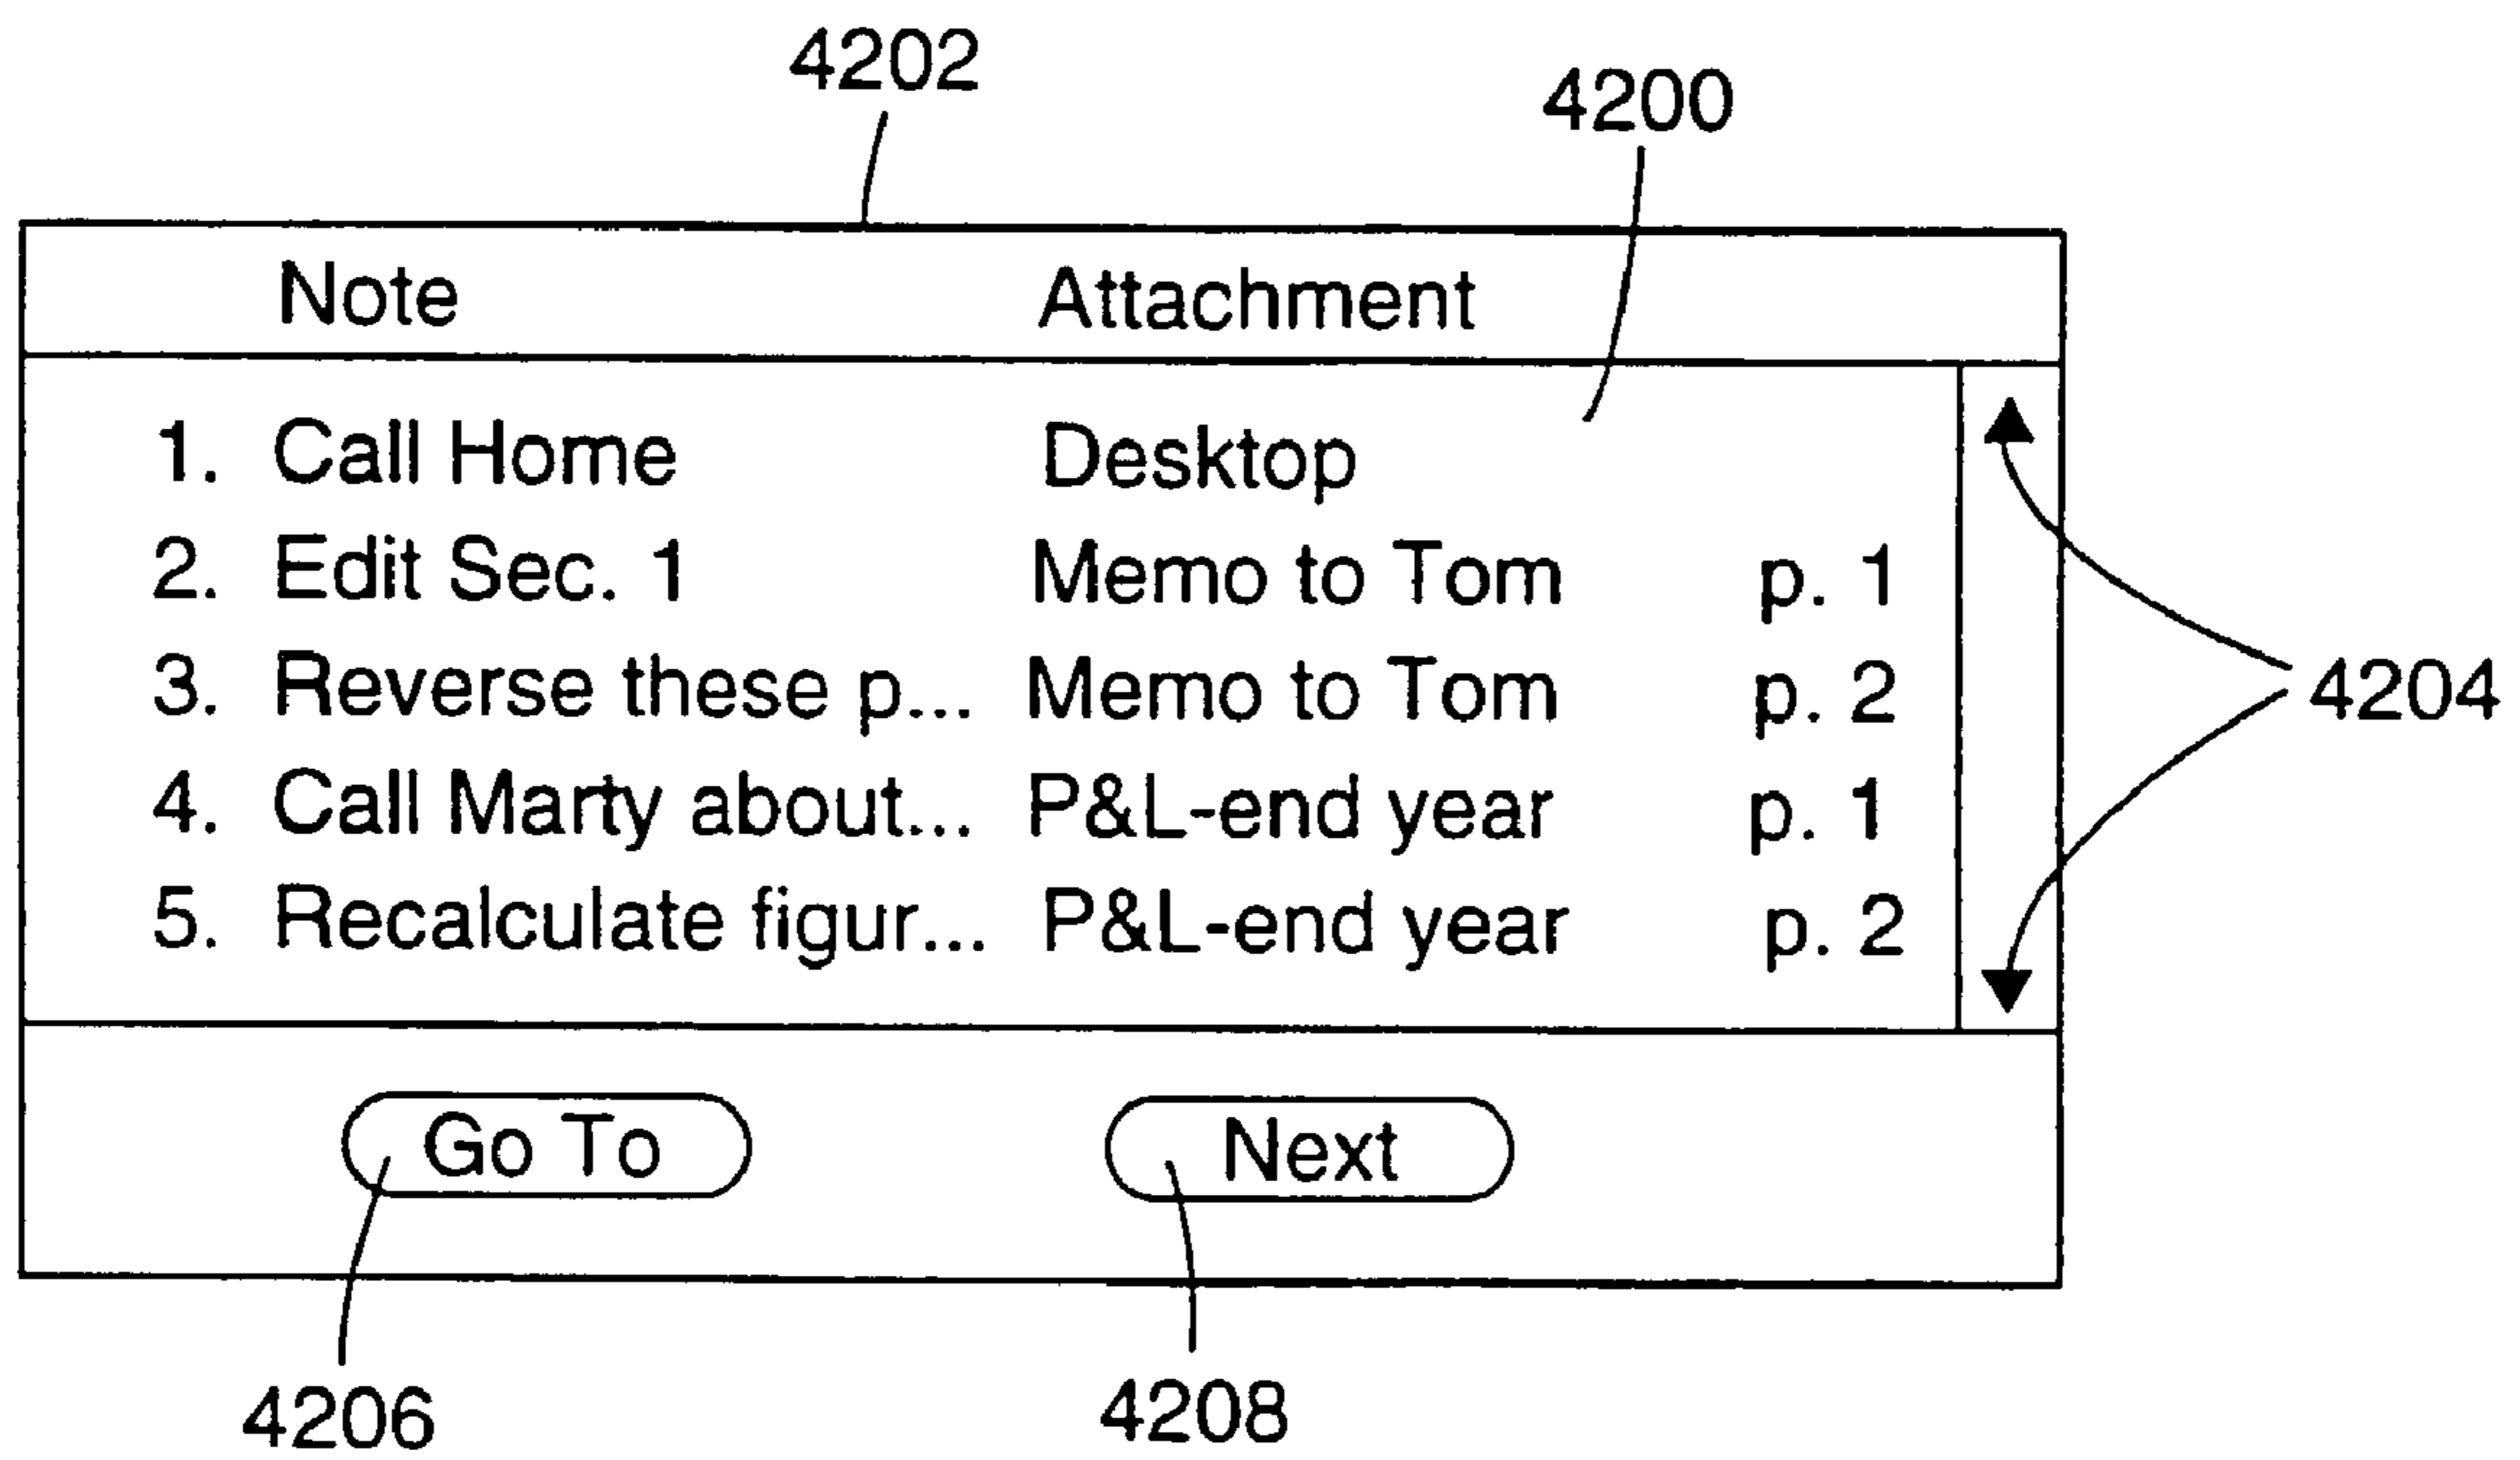 4202
4200
Note Attachment
1. Call Home Desktop
2. Edit Sec. 1 Memo to Tom p. 1
3. Reverse these p... Memo to Tom p. 2
4204
4. Call Marty about... P&L-end year p. 1
5. Recalculate figur... P&L-end year p. 2
Go To Next
4206 4208